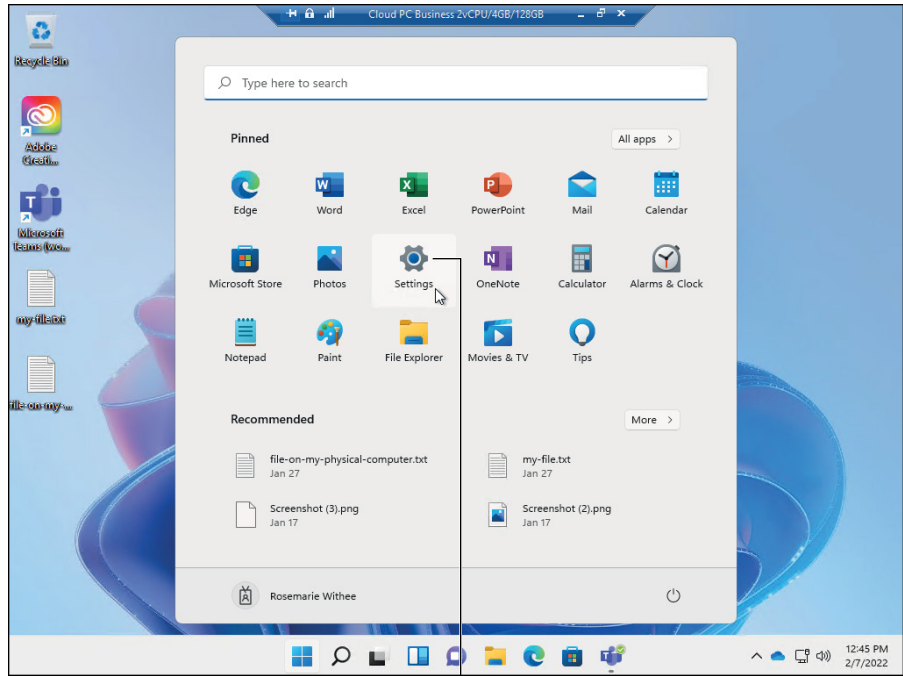 Cloud PC Business 2vCPU/4GB/128GB
Recycle Bin
Adobe
Creati...
Microsoft
Teams (wo...
my-file.txt
file-on-my-...
Type here to search
Pinned
All apps >
Edge
Word
Excel
PowerPoint
Mail
Calendar
Microsoft Store
Photos
Settings
OneNote
Calculator
Alarms & Clock
Notepad
Paint
File Explorer
Movies & TV
Tips
Recommended
More >
file-on-my-physical-computer.txt
Jan 27
my-file.txt
Jan 27
Screenshot (3).png
Jan 17
Screenshot (2).png
Jan 17
Rosemarie Withee
12:45 PM
2/7/2022